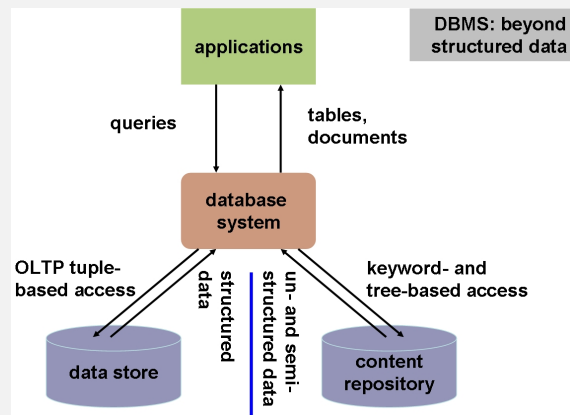 DBMS: beyond
structured data
applications
queries
tables,
documents
database
system
OLTP tuple-
based access
structured
data
un- and semi-
structured data
keyword- and
tree-based access
data store
content
repository